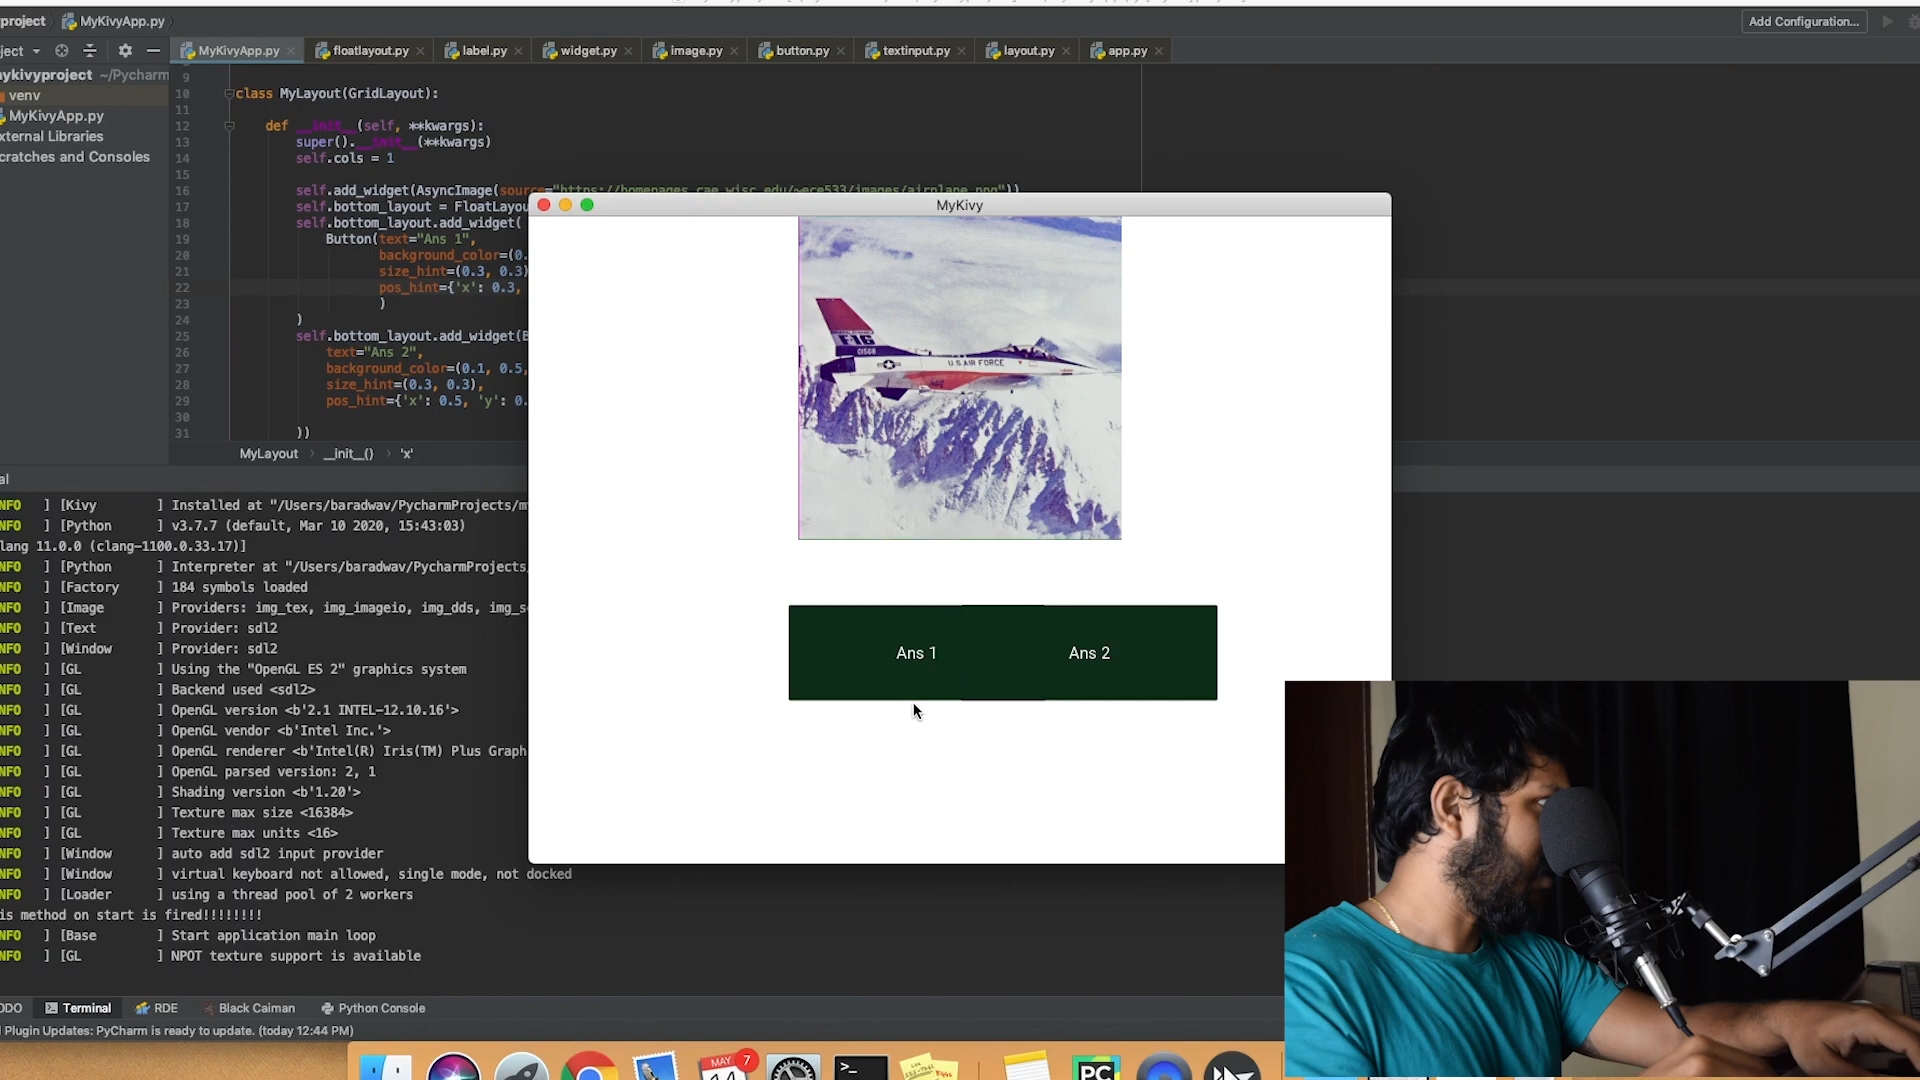 project MyKivyApp.py Add Configuration...
ject MyKivyApp.py floatlayout.py label.py widget.py image.py button.py textinput.py layout.py app.py
mykivyproject ~/Pycharm
venv
MyKivyApp.py
xternal Libraries
cratches and Consoles
9
10 class MyLayout(GridLayout):
11
12 def __init__(self, **kwargs):
13 super().__init__(**kwargs)
14 self.cols = 1
15
16 self.add_widget(AsyncImage(source="https://homepages.cae.wisc.edu/~ece533/images/airplane.png"))
17 self.bottom_layout = FloatLayou
18 self.bottom_layout.add_widget(
19 Button(text="Ans 1",
20 background_color=(0.
21 size_hint=(0.3, 0.3)
22 pos_hint={'x': 0.3,
23 )
24 )
25 self.bottom_layout.add_widget(B
26 text="Ans 2",
27 background_color=(0.1, 0.5,
28 size_hint=(0.3, 0.3),
29 pos_hint={'x': 0.5, 'y': 0.
30
31 ))
MyLayout __init__() 'x'
MyKivy
F-16
01568
U.S. AIR FORCE
Ans 1
Ans 2
al
NFO ] [Kivy ] Installed at "/Users/baradwav/PycharmProjects/m
NFO ] [Python ] v3.7.7 (default, Mar 10 2020, 15:43:03)
lang 11.0.0 (clang-1100.0.33.17)]
NFO ] [Python ] Interpreter at "/Users/baradwav/PycharmProjects
NFO ] [Factory ] 184 symbols loaded
NFO ] [Image ] Providers: img_tex, img_imageio, img_dds, img_s
NFO ] [Text ] Provider: sdl2
NFO ] [Window ] Provider: sdl2
NFO ] [GL ] Using the "OpenGL ES 2" graphics system
NFO ] [GL ] Backend used <sdl2>
NFO ] [GL ] OpenGL version <b'2.1 INTEL-12.10.16'>
NFO ] [GL ] OpenGL vendor <b'Intel Inc.'>
NFO ] [GL ] OpenGL renderer <b'Intel(R) Iris(TM) Plus Graph
NFO ] [GL ] OpenGL parsed version: 2, 1
NFO ] [GL ] Shading version <b'1.20'>
NFO ] [GL ] Texture max size <16384>
NFO ] [GL ] Texture max units <16>
NFO ] [Window ] auto add sdl2 input provider
NFO ] [Window ] virtual keyboard not allowed, single mode, not docked
NFO ] [Loader ] using a thread pool of 2 workers
is method on start is fired!!!!!!!!
NFO ] [Base ] Start application main loop
NFO ] [GL ] NPOT texture support is available
ODO Terminal RDE Black Caiman Python Console
Plugin Updates: PyCharm is ready to update. (today 12:44 PM)
MAY 7
PC